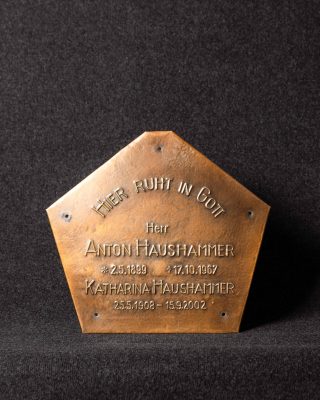 HIER RUHT IN GOTT
Herr
ANTON HAUSHAMMER
*2.5.1899 †17.10.1967
KATHARINA HAUSHAMMER
25.5.1908 - 15.9.2002